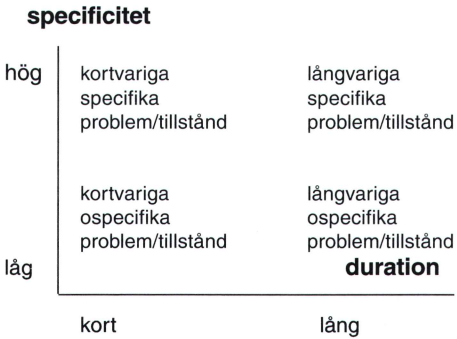 specificitet
hög
kortvariga
specifika
problem/tillstånd
långvariga
specifika
problem/tillstånd
kortvariga
ospecifika
problem/tillstånd
långvariga
ospecifika
problem/tillstånd
låg
duration
kort
lång